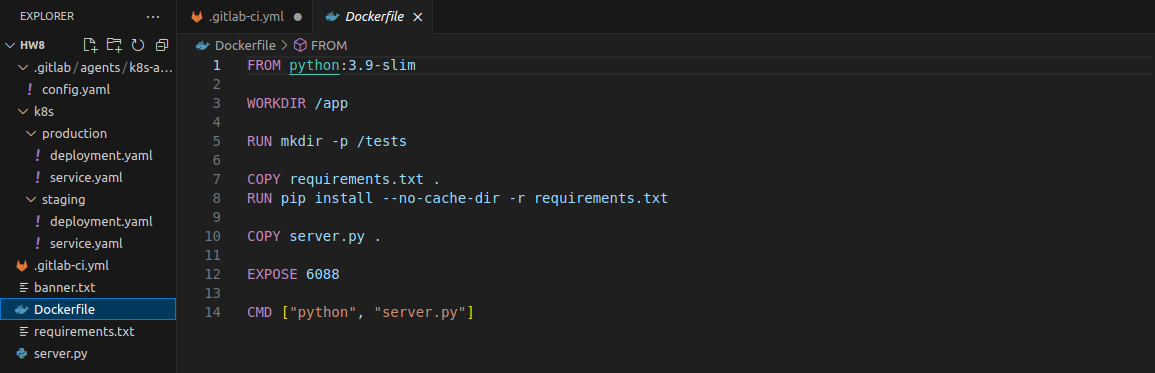 EXPLORER ...
HW8
.gitlab / agents / k8s-a...
! config.yaml
k8s
production
! deployment.yaml
! service.yaml
staging
! deployment.yaml
! service.yaml
.gitlab-ci.yml
banner.txt
Dockerfile
requirements.txt
server.py
.gitlab-ci.yml ● Dockerfile ×
Dockerfile > FROM
1 FROM python:3.9-slim
2
3 WORKDIR /app
4
5 RUN mkdir -p /tests
6
7 COPY requirements.txt .
8 RUN pip install --no-cache-dir -r requirements.txt
9
10 COPY server.py .
11
12 EXPOSE 6088
13
14 CMD ["python", "server.py"]